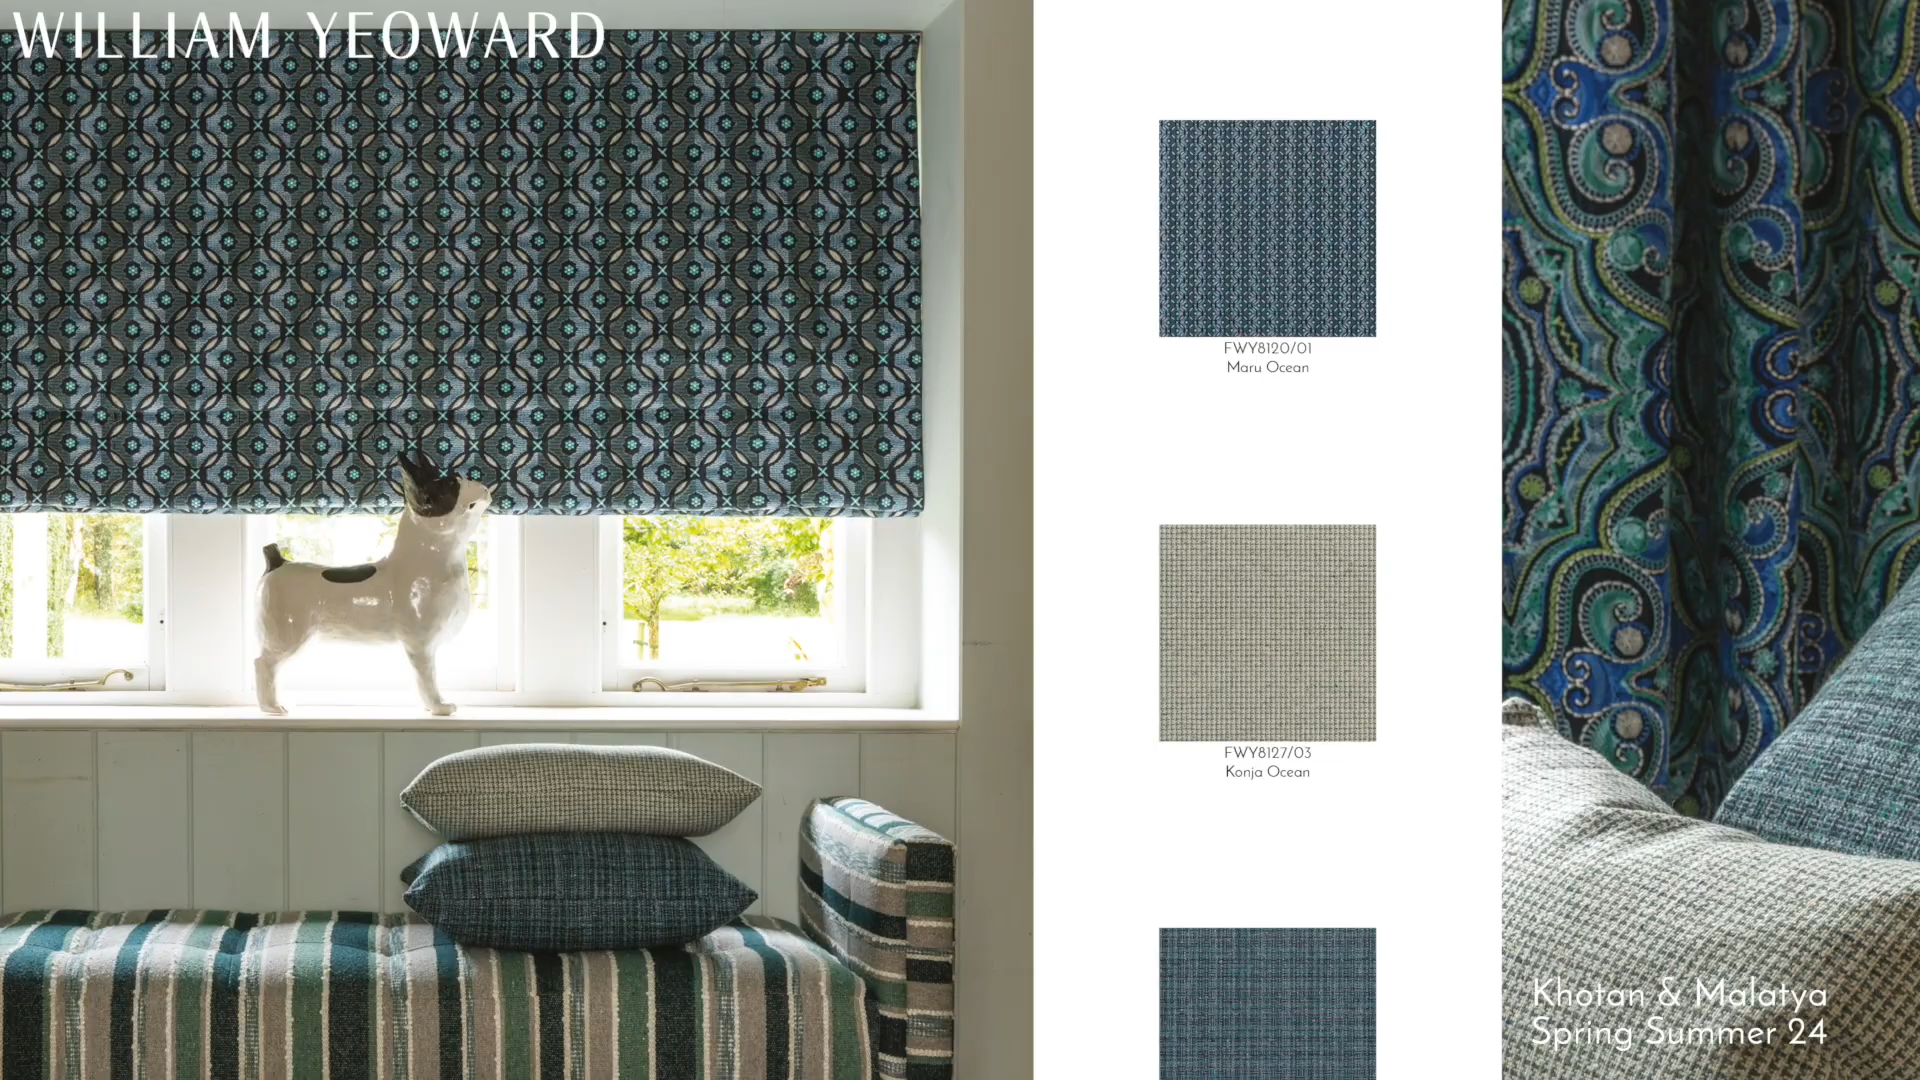 WILLIAM YEOWARD
FWY8120/01
Maru Ocean
FWY8127/03
Konja Ocean
Khotan & Malatya
Spring Summer 24